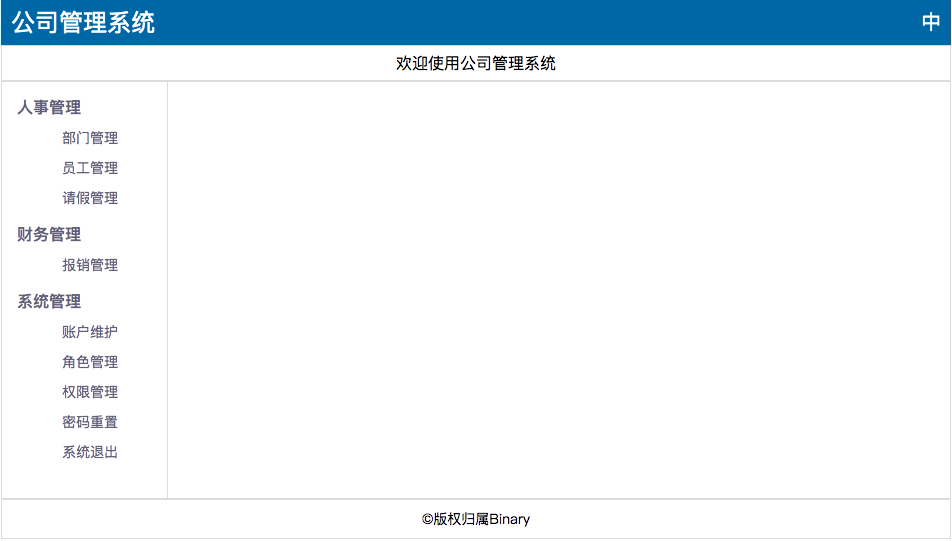 公司管理系统
中
欢迎使用公司管理系统
人事管理
部门管理
员工管理
请假管理
财务管理
报销管理
系统管理
账户维护
角色管理
权限管理
密码重置
系统退出
©版权归属Binary